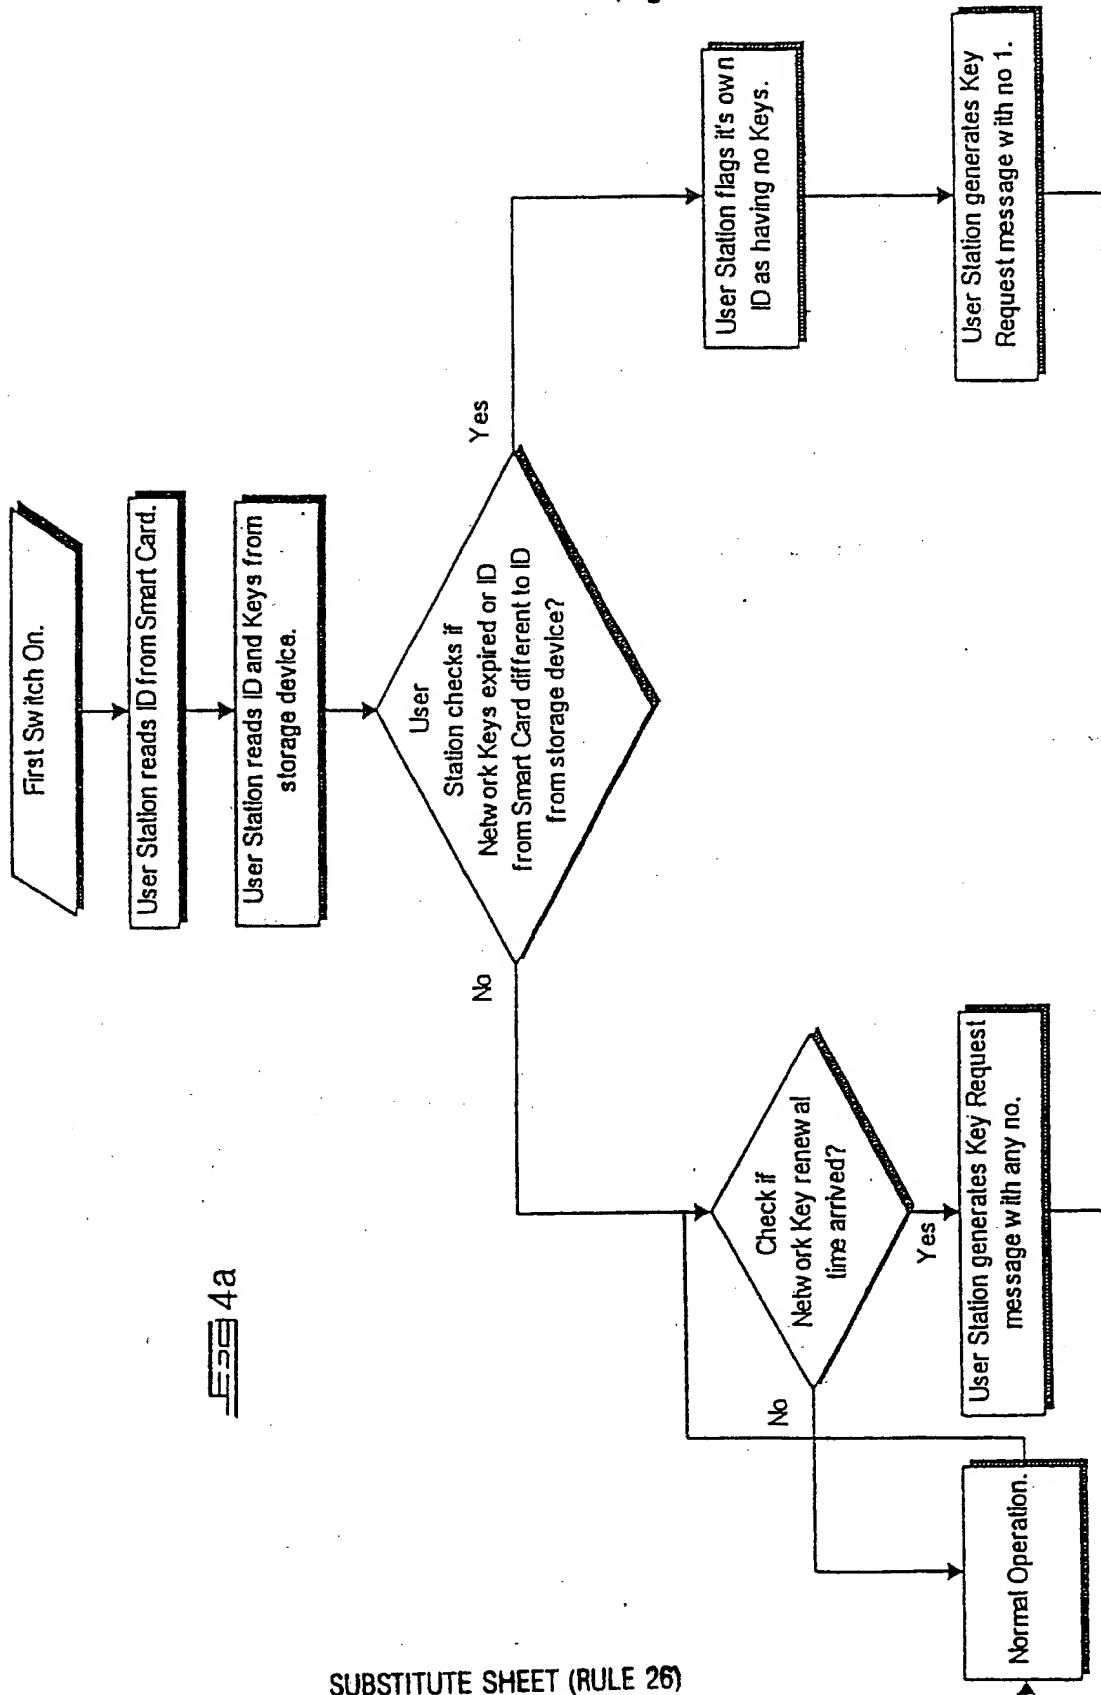 First Switch On.
User Station reads ID from Smart Card.
User Station reads ID and Keys from
storage device.
User
Station checks if
Network Keys expired or ID
from Smart Card different to ID
from storage device?
Yes
No
User Station flags it's own
ID as having no Keys.
User Station generates Key
Request message with no 1.
Check if
Network Key renewal
time arrived?
No
Yes
User Station generates Key Request
message with any no.
Normal Operation.
4a
SUBSTITUTE SHEET (RULE 26)